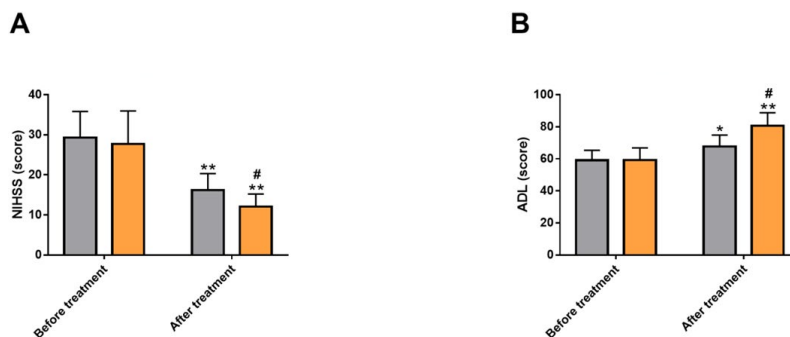 A
NIHSS (score)
40
30
20
10
0
**
#
**
Before treatment
After treatment
B
ADL (score)
100
80
60
40
20
0
*
#
**
Before treatment
After treatment